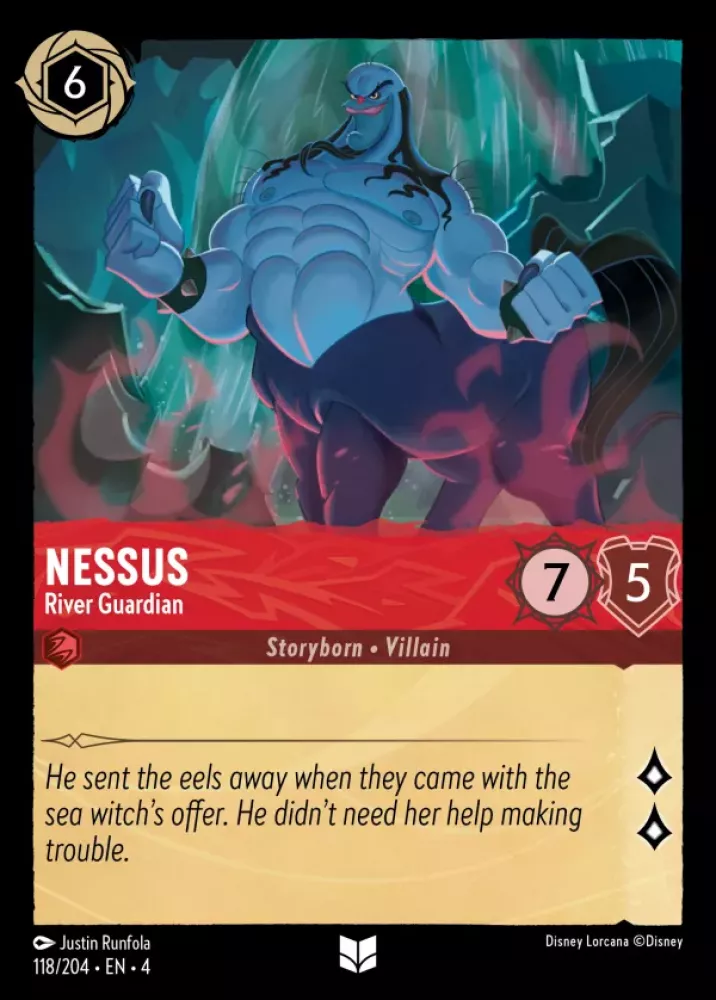 6
NESSUS
River Guardian
7
5
Storyborn • Villain
He sent the eels away when they came with the
sea witch’s offer. He didn’t need her help making
trouble.
Justin Runfola
Disney Lorcana ©Disney
118/204 • EN • 4